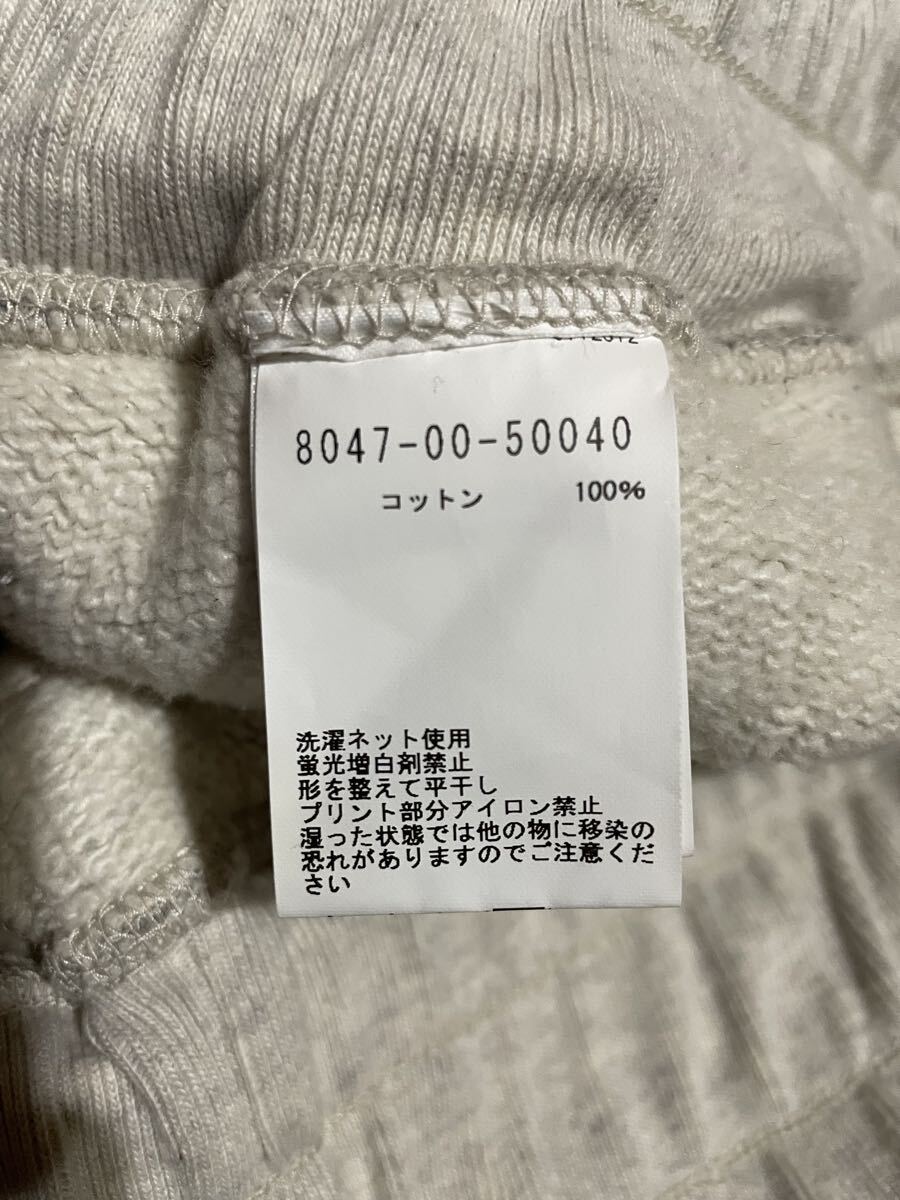 8047-00-50040
コットン 100%
洗濯ネット使用
蛍光増白剤禁止
形を整えて平干し
プリント部分アイロン禁止
湿った状態では他の物に移染の
恐れがありますのでご注意くだ
さい